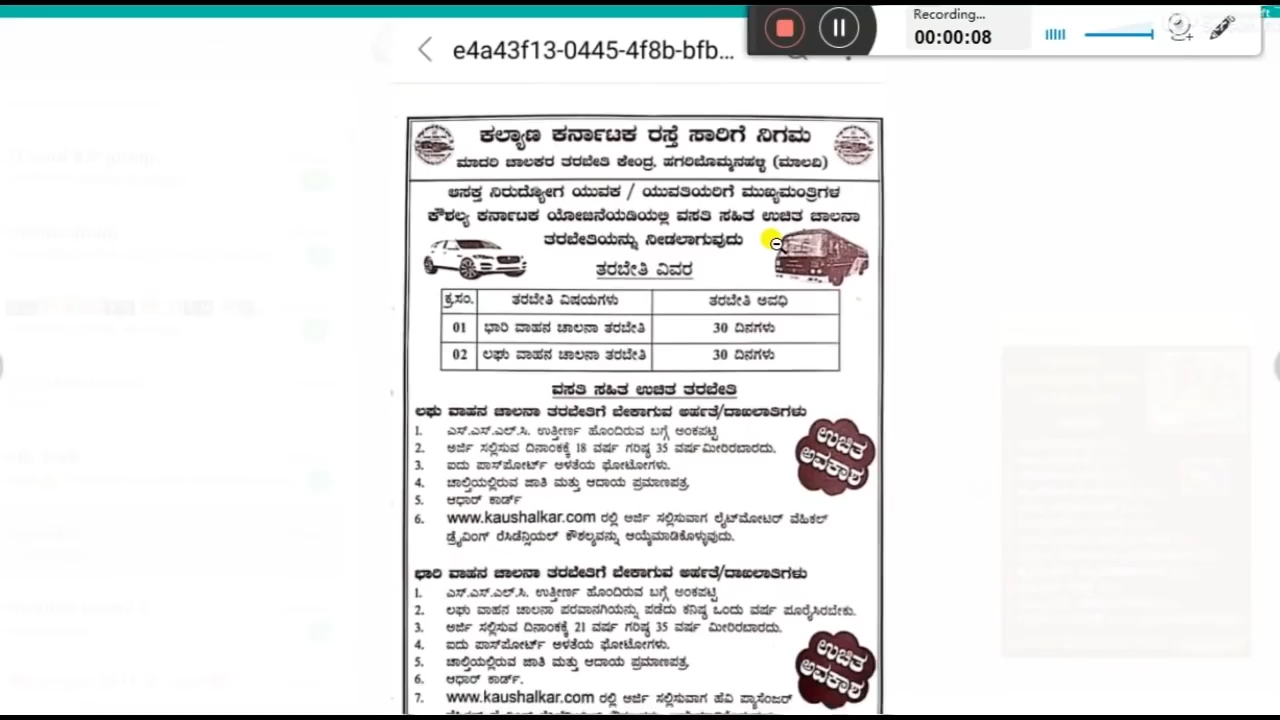 Recording...
00:00:08
e4a43f13-0445-4f8b-bfb...
ಕಲ್ಯಾಣ ಕರ್ನಾಟಕ ರಸ್ತೆ ಸಾರಿಗೆ ನಿಗಮ
ಮಾದರಿ ಚಾಲಕರ ತರಬೇತಿ ಕೇಂದ್ರ, ಹಗರಿಬೊಮ್ಮನಹಳ್ಳಿ (ಮಾಲವಿ)
ಆಸಕ್ತ ನಿರುದ್ಯೋಗ ಯುವಕ / ಯುವತಿಯರಿಗೆ ಮುಖ್ಯಮಂತ್ರಿಗಳ
ಕೌಶಲ್ಯ ಕರ್ನಾಟಕ ಯೋಜನೆಯಡಿಯಲ್ಲಿ ವಸತಿ ಸಹಿತ ಉಚಿತ ಚಾಲನಾ
ತರಬೇತಿಯನ್ನು ನೀಡಲಾಗುವುದು
ತರಬೇತಿ ವಿವರ
ಕ್ರ.ಸಂ. ತರಬೇತಿ ವಿಷಯಗಳು ತರಬೇತಿ ಅವಧಿ
01 ಭಾರಿ ವಾಹನ ಚಾಲನಾ ತರಬೇತಿ 30 ದಿನಗಳು
02 ಲಘು ವಾಹನ ಚಾಲನಾ ತರಬೇತಿ 30 ದಿನಗಳು
ವಸತಿ ಸಹಿತ ಉಚಿತ ತರಬೇತಿ
ಲಘು ವಾಹನ ಚಾಲನಾ ತರಬೇತಿಗೆ ಬೇಕಾಗುವ ಅರ್ಹತೆ/ದಾಖಲಾತಿಗಳು
1. ಎಸ್.ಎಸ್.ಎಲ್.ಸಿ. ಉತ್ತೀರ್ಣ ಹೊಂದಿರುವ ಬಗ್ಗೆ ಅಂಕಪಟ್ಟಿ
2. ಅರ್ಜಿ ಸಲ್ಲಿಸುವ ದಿನಾಂಕಕ್ಕೆ 18 ವರ್ಷ ಗರಿಷ್ಠ 35 ವರ್ಷ ಮೀರಿರಬಾರದು.
3. ಐದು ಪಾಸ್‌ಪೋರ್ಟ್ ಅಳತೆಯ ಫೋಟೋಗಳು.
4. ಚಾಲ್ತಿಯಲ್ಲಿರುವ ಜಾತಿ ಮತ್ತು ಆದಾಯ ಪ್ರಮಾಣಪತ್ರ
5. ಆಧಾರ್ ಕಾರ್ಡ್
6. www.kaushalkar.com ರಲ್ಲಿ ಅರ್ಜಿ ಸಲ್ಲಿಸುವಾಗ ಲೈಟ್‌ಮೋಟರ್ ವೆಹಿಕಲ್
ಡ್ರೈವಿಂಗ್ ರೆಸಿಡೆನ್ಸಿಯಲ್ ಕೌಶಲ್ಯವನ್ನು ಆಯ್ಕೆಮಾಡಿಕೊಳ್ಳುವುದು.
ಉಚಿತ
ಅವಕಾಶ
ಭಾರಿ ವಾಹನ ಚಾಲನಾ ತರಬೇತಿಗೆ ಬೇಕಾಗುವ ಅರ್ಹತೆ/ದಾಖಲಾತಿಗಳು
1. ಎಸ್.ಎಸ್.ಎಲ್.ಸಿ. ಉತ್ತೀರ್ಣ ಹೊಂದಿರುವ ಬಗ್ಗೆ ಅಂಕಪಟ್ಟಿ
2. ಲಘು ವಾಹನ ಚಾಲನಾ ಪರವಾನಗಿಯನ್ನು ಪಡೆದು ಕನಿಷ್ಠ ಒಂದು ವರ್ಷ ಪೂರೈಸಿರಬೇಕು.
3. ಅರ್ಜಿ ಸಲ್ಲಿಸುವ ದಿನಾಂಕಕ್ಕೆ 21 ವರ್ಷ ಗರಿಷ್ಠ 35 ವರ್ಷ ಮೀರಿರಬಾರದು.
4. ಐದು ಪಾಸ್‌ಪೋರ್ಟ್ ಅಳತೆಯ ಫೋಟೋಗಳು.
5. ಚಾಲ್ತಿಯಲ್ಲಿರುವ ಜಾತಿ ಮತ್ತು ಆದಾಯ ಪ್ರಮಾಣಪತ್ರ
6. ಆಧಾರ್ ಕಾರ್ಡ್.
7. www.kaushalkar.com ರಲ್ಲಿ ಅರ್ಜಿ ಸಲ್ಲಿಸುವಾಗ ಹೆವಿ ಪ್ಯಾಸೆಂಜರ್
ಉಚಿತ
ಅವಕಾಶ